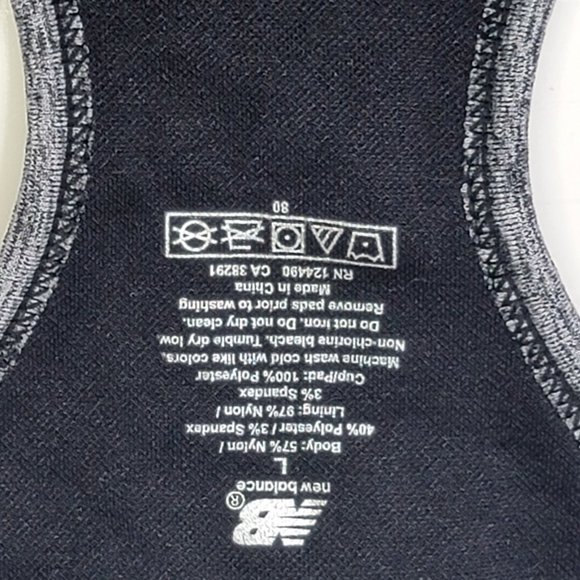 NB ®
new balance
L
Body: 57% Nylon /
40% Polyester / 3% Spandex
Lining: 97% Nylon /
3% Spandex
Cup/Pad: 100% Polyester
Machine wash cold with like colors.
Non-chlorine bleach. Tumble dry low
Do not iron. Do not dry clean.
Remove pads prior to washing
Made in China
RN 124490 CA 38291
80